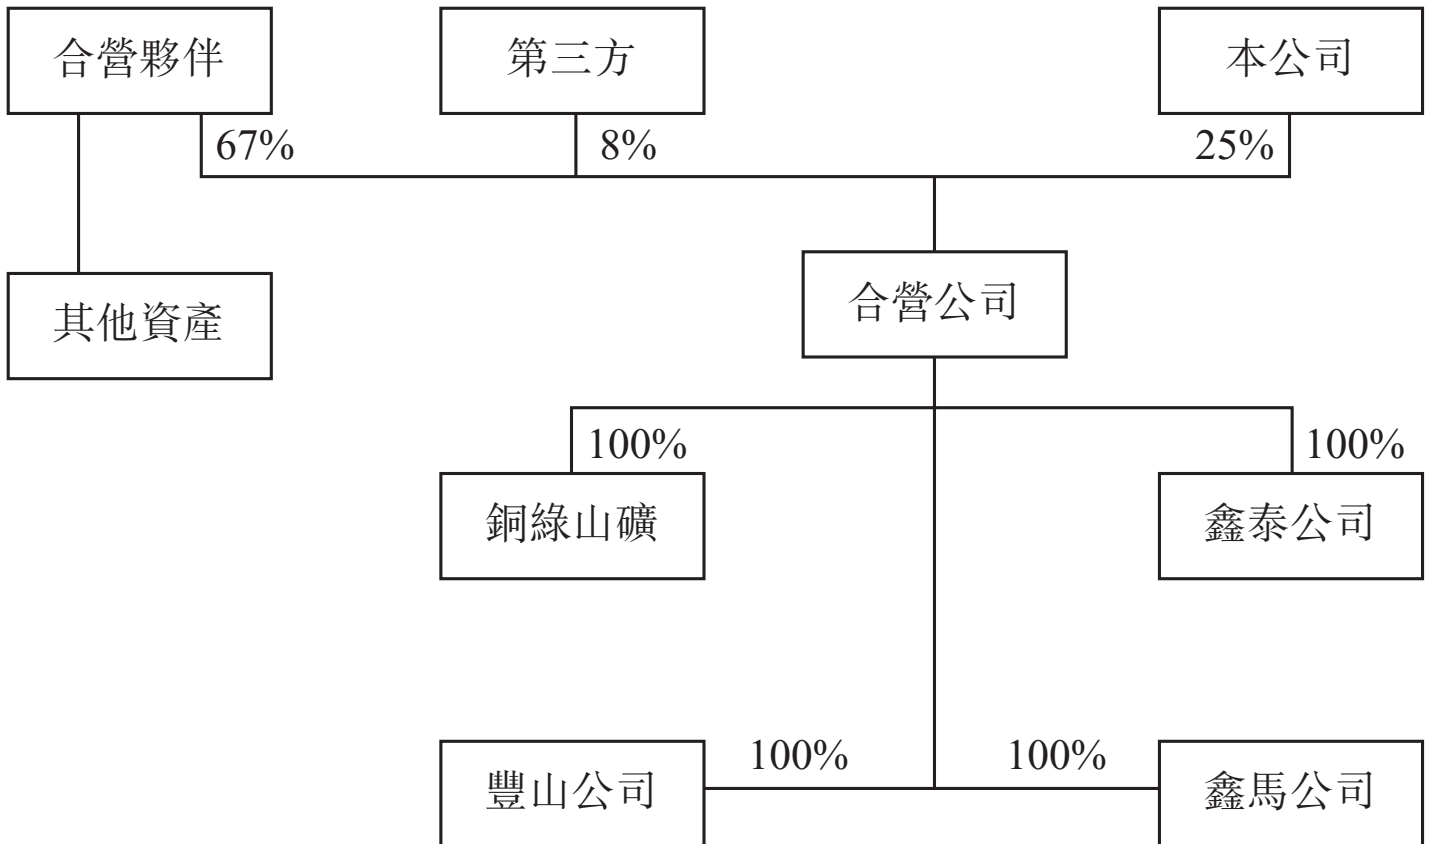 合營夥伴
第三方
本公司
67%
8%
25%
合營公司
其他資產
100%
100%
銅綠山礦
鑫泰公司
100%
100%
豐山公司
鑫馬公司